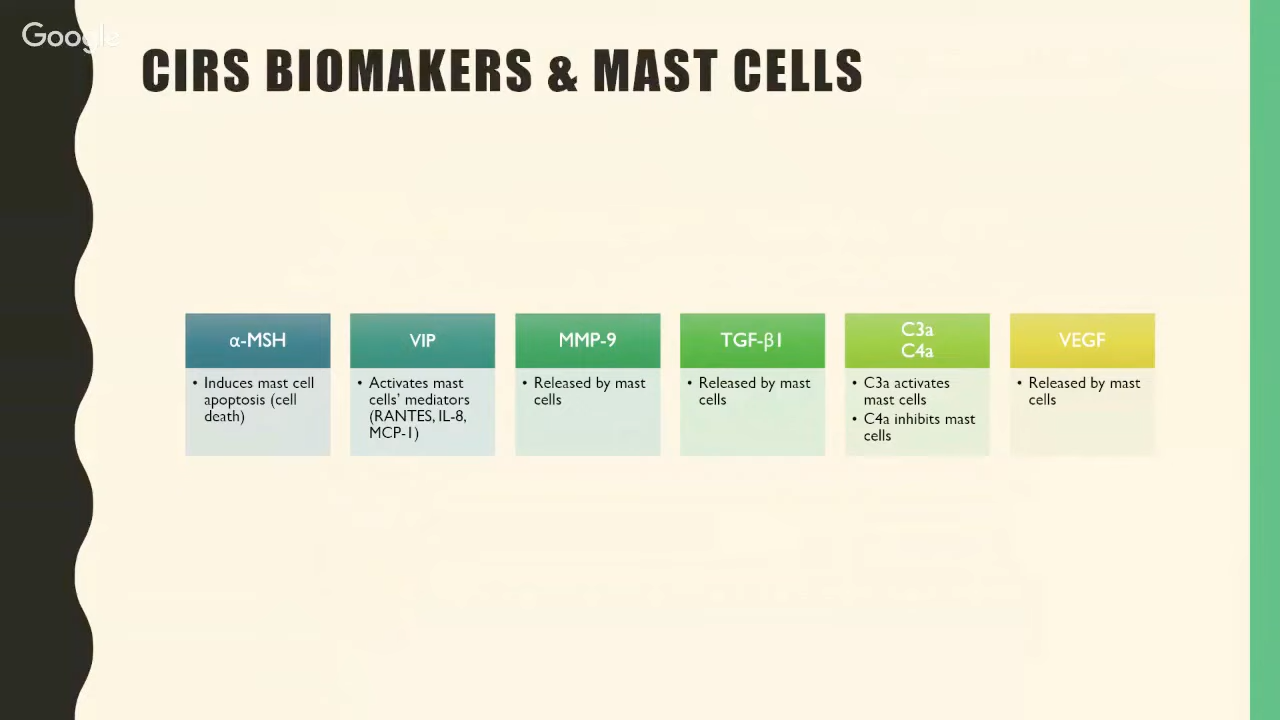 Google
CIRS BIOMAKERS & MAST CELLS
α-MSH
• Induces mast cell
apoptosis (cell
death)
VIP
• Activates mast
cells’ mediators
(RANTES, IL-8,
MCP-1)
MMP-9
• Released by mast
cells
TGF-β1
• Released by mast
cells
C3a
C4a
• C3a activates
mast cells
• C4a inhibits mast
cells
VEGF
• Released by mast
cells